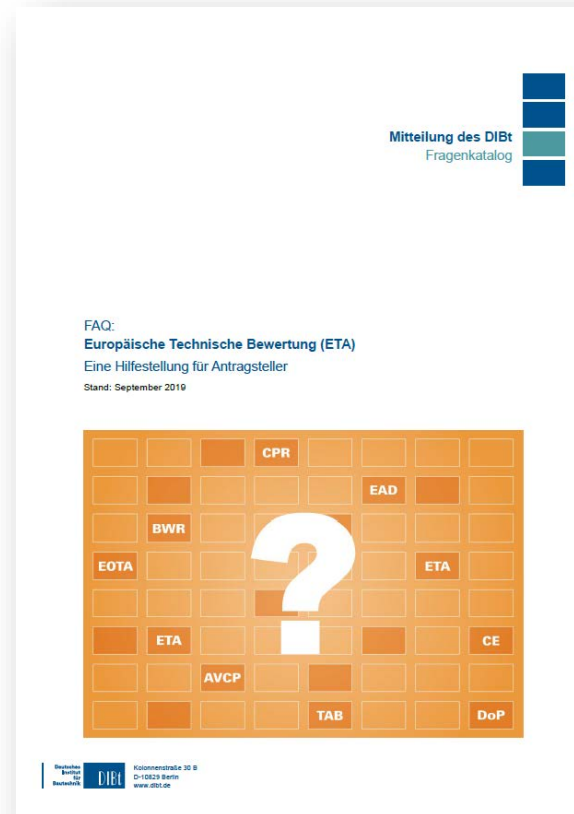 Mitteilung des DIBt
Fragenkatalog
FAQ:
Europäische Technische Bewertung (ETA)
Eine Hilfestellung für Antragsteller
Stand: September 2019
CPR
EAD
BWR
EOTA
ETA
ETA
CE
AVCP
TAB
DoP
Deutsches
Institut
für
Bautechnik
DIBt
Kolonnenstraße 30 B
D-10829 Berlin
www.dibt.de